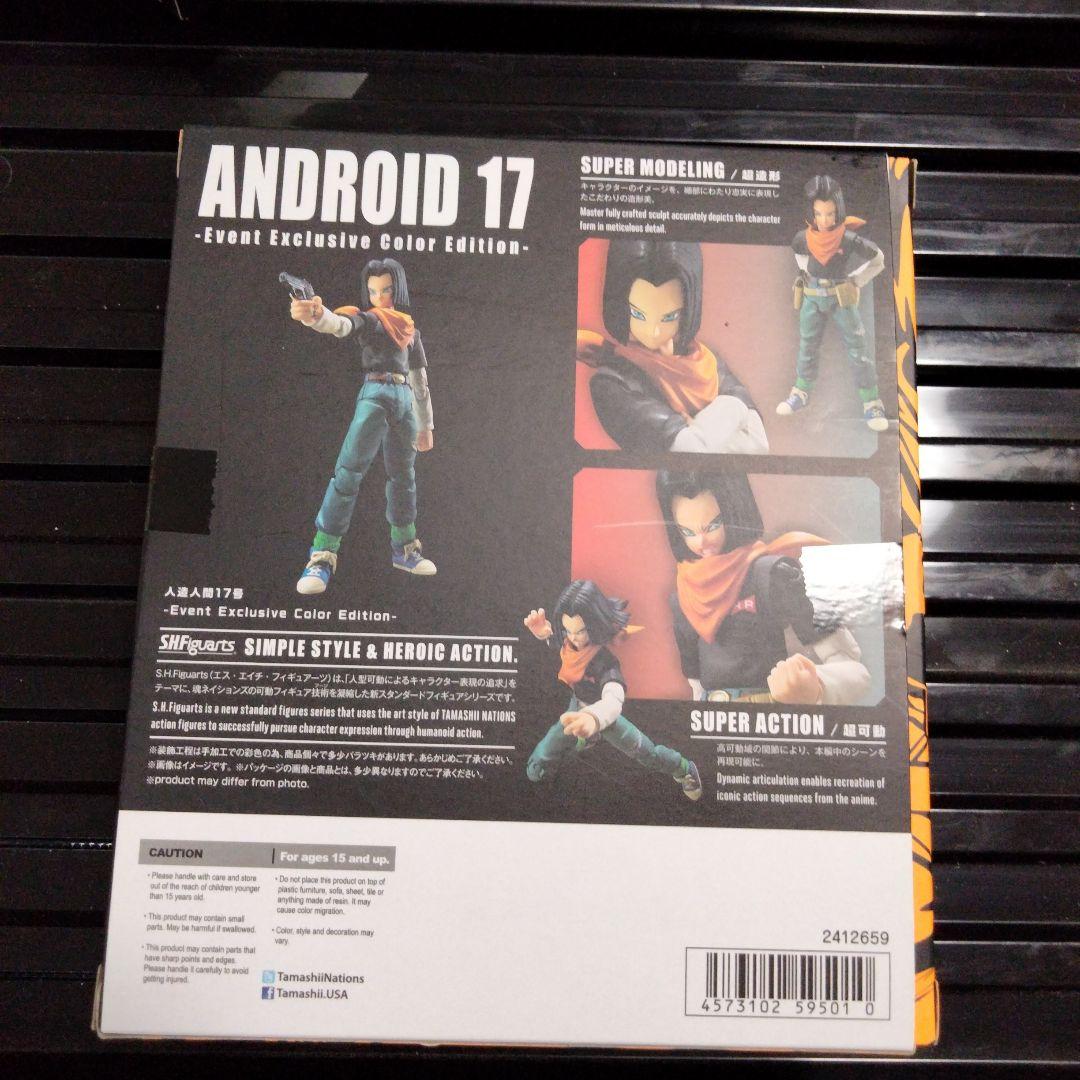 ANDROID 17
-Event Exclusive Color Edition-
SUPER MODELING / 超造形
キャラクターのイメージを、細部にわたり忠実に表現し
たこだわりの造形美。
Master fully crafted sculpt accurately depicts the character
form in meticulous detail.
人造人間17号
-Event Exclusive Color Edition-
S.H.Figuarts SIMPLE STYLE & HEROIC ACTION.
S.H.Figuarts（エス・エイチ・フィギュアーツ）は、「人型可動によるキャラクター表現の追求」を
テーマに、魂ネイションズの可動フィギュア技術を凝縮した新スタンダードフィギュアシリーズです。
S.H.Figuarts is a new standard figures series that uses the art style of TAMASHII NATIONS
action figures to successfully pursue character expression through humanoid action.
※装飾工程は手加工での彩色の為、商品個々で多少バラツキがあります。あらかじめご了承ください。
※画像はイメージです。※パッケージの画像と商品とは、多少異なりますのでご了承ください。
※product may differ from photo.
SUPER ACTION / 超可動
高可動域の関節により、本編中のシーンを
再現可能に。
Dynamic articulation enables recreation of
iconic action sequences from the anime.
CAUTION
For ages 15 and up.
・Please handle with care and store
out of the reach of children younger
than 15 years old.
・This product may contain small
parts. May be harmful if swallowed.
・This product may contain parts that
have sharp points and edges.
Please handle it carefully to avoid
getting injured.
・Do not place this product on top of
plastic furniture, sofa, sheet, tile or
anything made of resin. It may
cause color migration.
・Color, style and decoration may
vary.
TamashiiNations
Tamashii.USA
2412659
4573102 59501 0